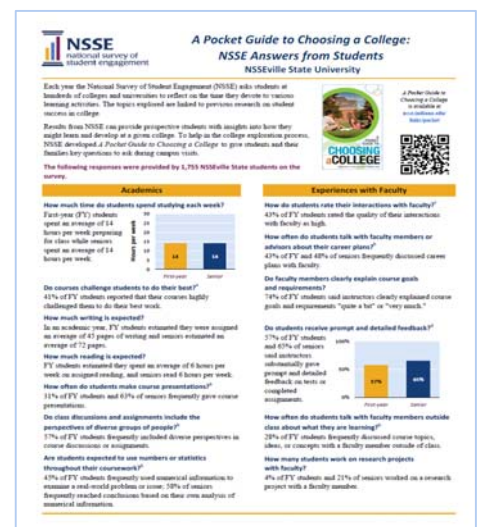 NSSE
national survey of
student engagement
A Pocket Guide to Choosing a College:
NSSE Answers from Students
NSSEville State University
Each year the National Survey of Student Engagement (NSSE) asks students at
hundreds of colleges and universities to reflect on the time they devote to various
learning activities. The topics explored are linked to previous research on student
success in college.
Results from NSSE can provide prospective students with insights into how they
might learn and develop at a given college. To help in the college exploration process,
NSSE developed A Pocket Guide to Choosing a College to give students and their
families key questions to ask during campus visits.
The following responses were provided by 1,755 NSSEville State students on the
survey.
CHOOSING
a COLLEGE
A Pocket Guide to
Choosing a College
is available at
Academics
How much time do students spend studying each week?
First-year (FY) students
spent an average of 14
hours per week preparing
for class while seniors
spent an average of 14
hours per week.
Hours per week
30
25
20
15
10
5
0
14
14
First-year
Senior
Do courses challenge students to do their best?
41% of FY students reported that their courses highly
challenged them to do their best work.
How much writing is expected?
In an academic year, FY students estimated they were assigned
an average of 45 pages of writing and seniors estimated an
average of 72 pages.
How much reading is expected?
FY students estimated they spent an average of 6 hours per
week on assigned reading, and seniors read 6 hours per week.
How often do students make course presentations?
31% of FY students and 63% of seniors frequently gave course
presentations.
Do class discussions and assignments include the
perspectives of diverse groups of people?
57% of FY students frequently included diverse perspectives in
course discussions or assignments.
Are students expected to use numbers or statistics
throughout their coursework?
45% of FY students frequently used numerical information to
examine a real-world problem or issue; 58% of seniors
frequently reached conclusions based on their own analysis of
numerical information.
Experiences with Faculty
How do students rate their interactions with faculty?
43% of FY students rated the quality of their interactions
with faculty as high.
How often do students talk with faculty members or
advisors about their career plans?
43% of FY and 48% of seniors frequently discussed career
plans with faculty.
Do faculty members clearly explain course goals
and requirements?
74% of FY students said instructors clearly explained course
goals and requirements "quite a bit" or "very much."
Do students receive prompt and detailed feedback?
57% of FY students
and 65% of seniors
said instructors
substantially gave
prompt and detailed
feedback on tests or
completed
assignments.
100%
50%
0%
57%
65%
First-year
Senior
How often do students talk with faculty members outside
class about what they are learning?
28% of FY students frequently discussed course topics,
ideas, or concepts with a faculty member outside of class.
How many students work on research projects
with faculty?
4% of FY students and 21% of seniors worked on a research
project with a faculty member.